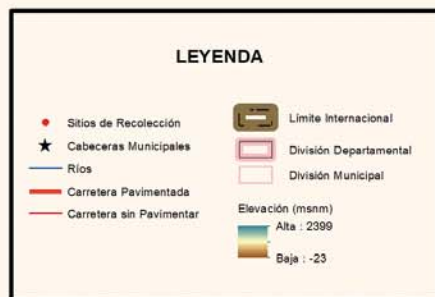 LEYENDA
Sitios de Recolección
Cabeceras Municipales
Ríos
Carretera Pavimentada
Carretera sin Pavimentar
Límite Internacional
División Departamental
División Municipal
Elevación (msnm)
Alta : 2399
Baja : -23